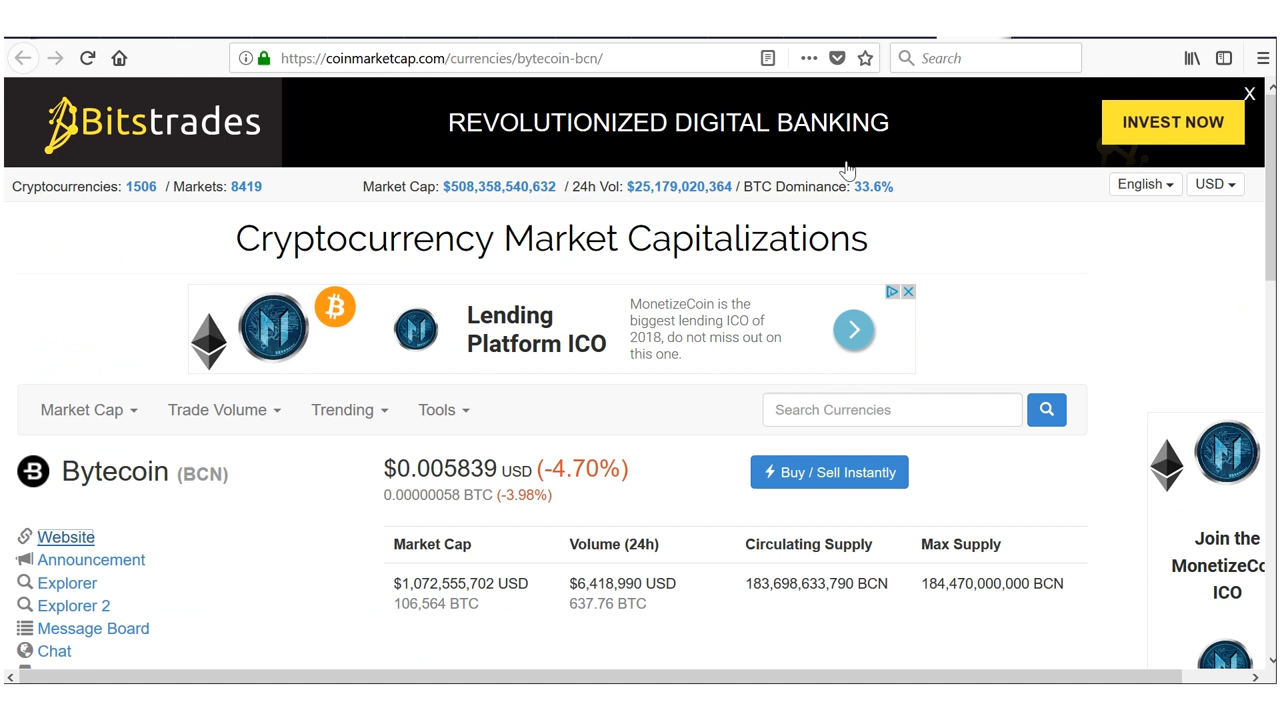 https://coinmarketcap.com/currencies/bytecoin-bcn/
Search
Bitstrades
REVOLUTIONIZED DIGITAL BANKING
X
INVEST NOW
Cryptocurrencies: 1506 / Markets: 8419
Market Cap: $508,358,540,632 / 24h Vol: $25,179,020,364 / BTC Dominance: 33.6%
English
USD
Cryptocurrency Market Capitalizations
Lending
Platform ICO
MonetizeCoin is the
biggest lending ICO of
2018, do not miss out on
this one.
Market Cap
Trade Volume
Trending
Tools
Search Currencies
Bytecoin (BCN)
$0.005839 USD (-4.70%)
0.00000058 BTC (-3.98%)
Buy / Sell Instantly
Website
Announcement
Explorer
Explorer 2
Message Board
Chat
Market Cap Volume (24h) Circulating Supply Max Supply
$1,072,555,702 USD $6,418,990 USD 183,698,633,790 BCN 184,470,000,000 BCN
106,564 BTC 637.76 BTC
Join the
MonetizeCo
ICO